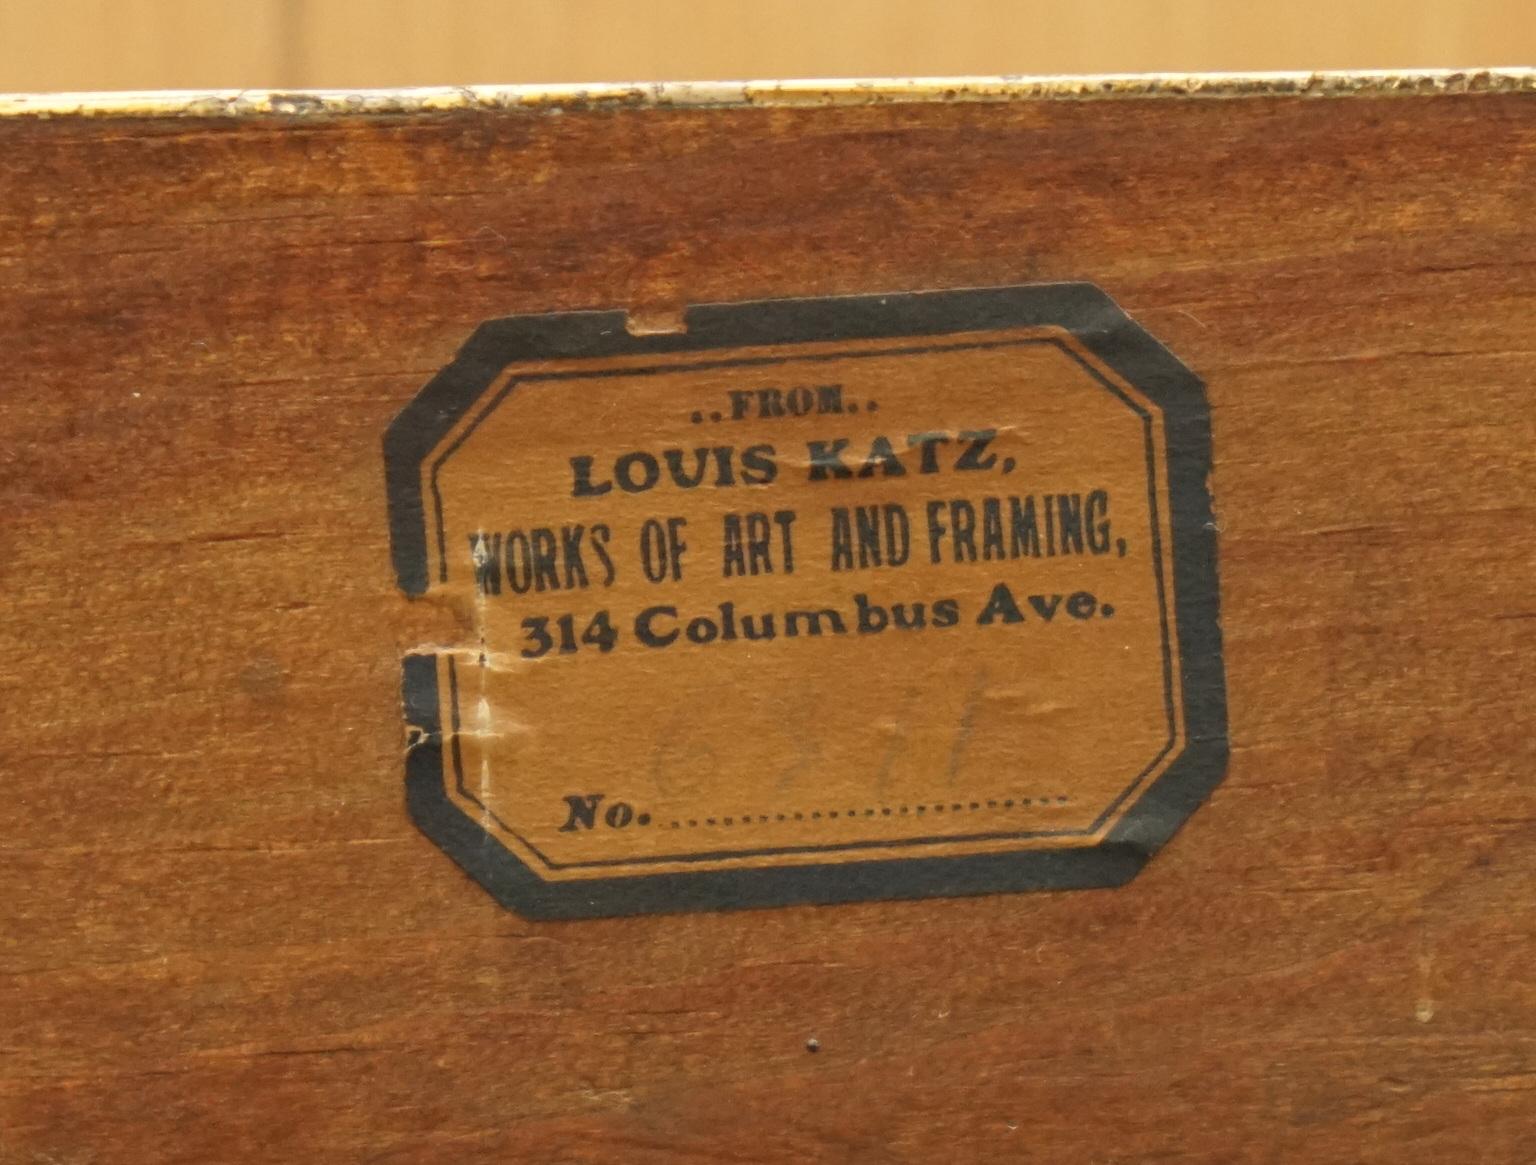 ..FROM..
LOUIS KATZ,
WORKS OF ART AND FRAMING,
314 Columbus Ave.
No.